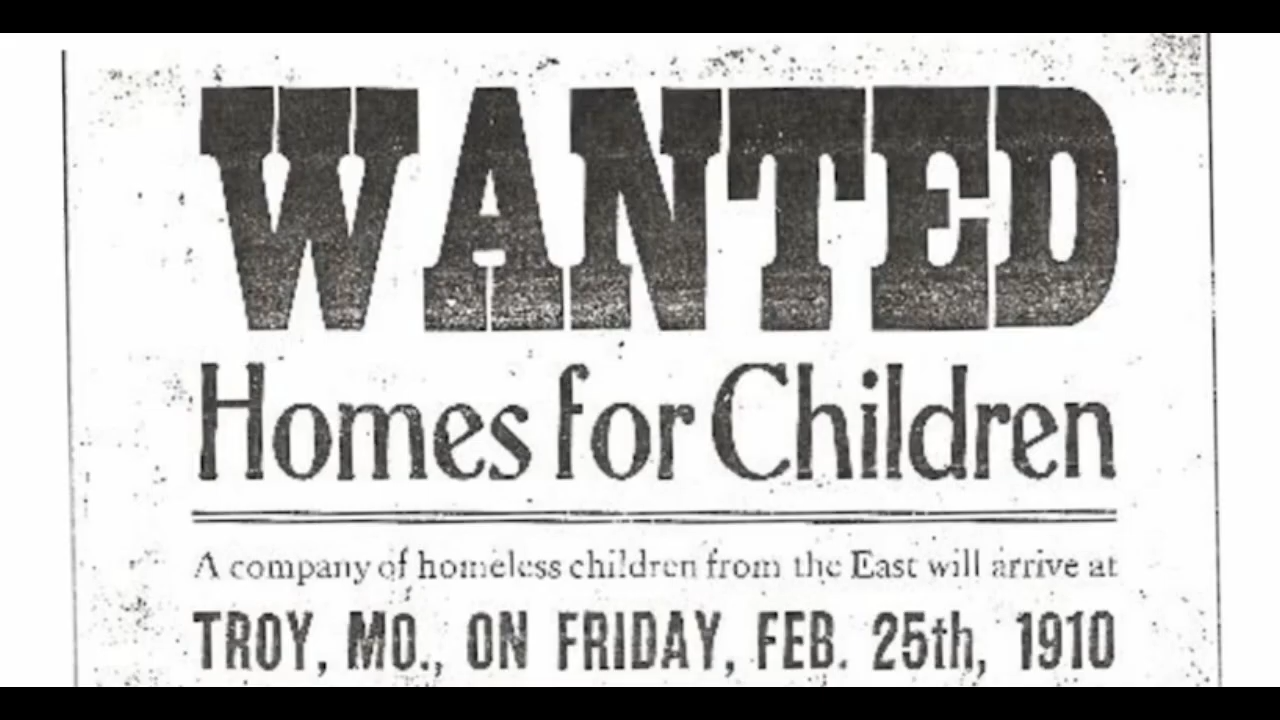 WANTED
Homes for Children
A company of homeless children from the East will arrive at
TROY, MO., ON FRIDAY, FEB. 25th, 1910